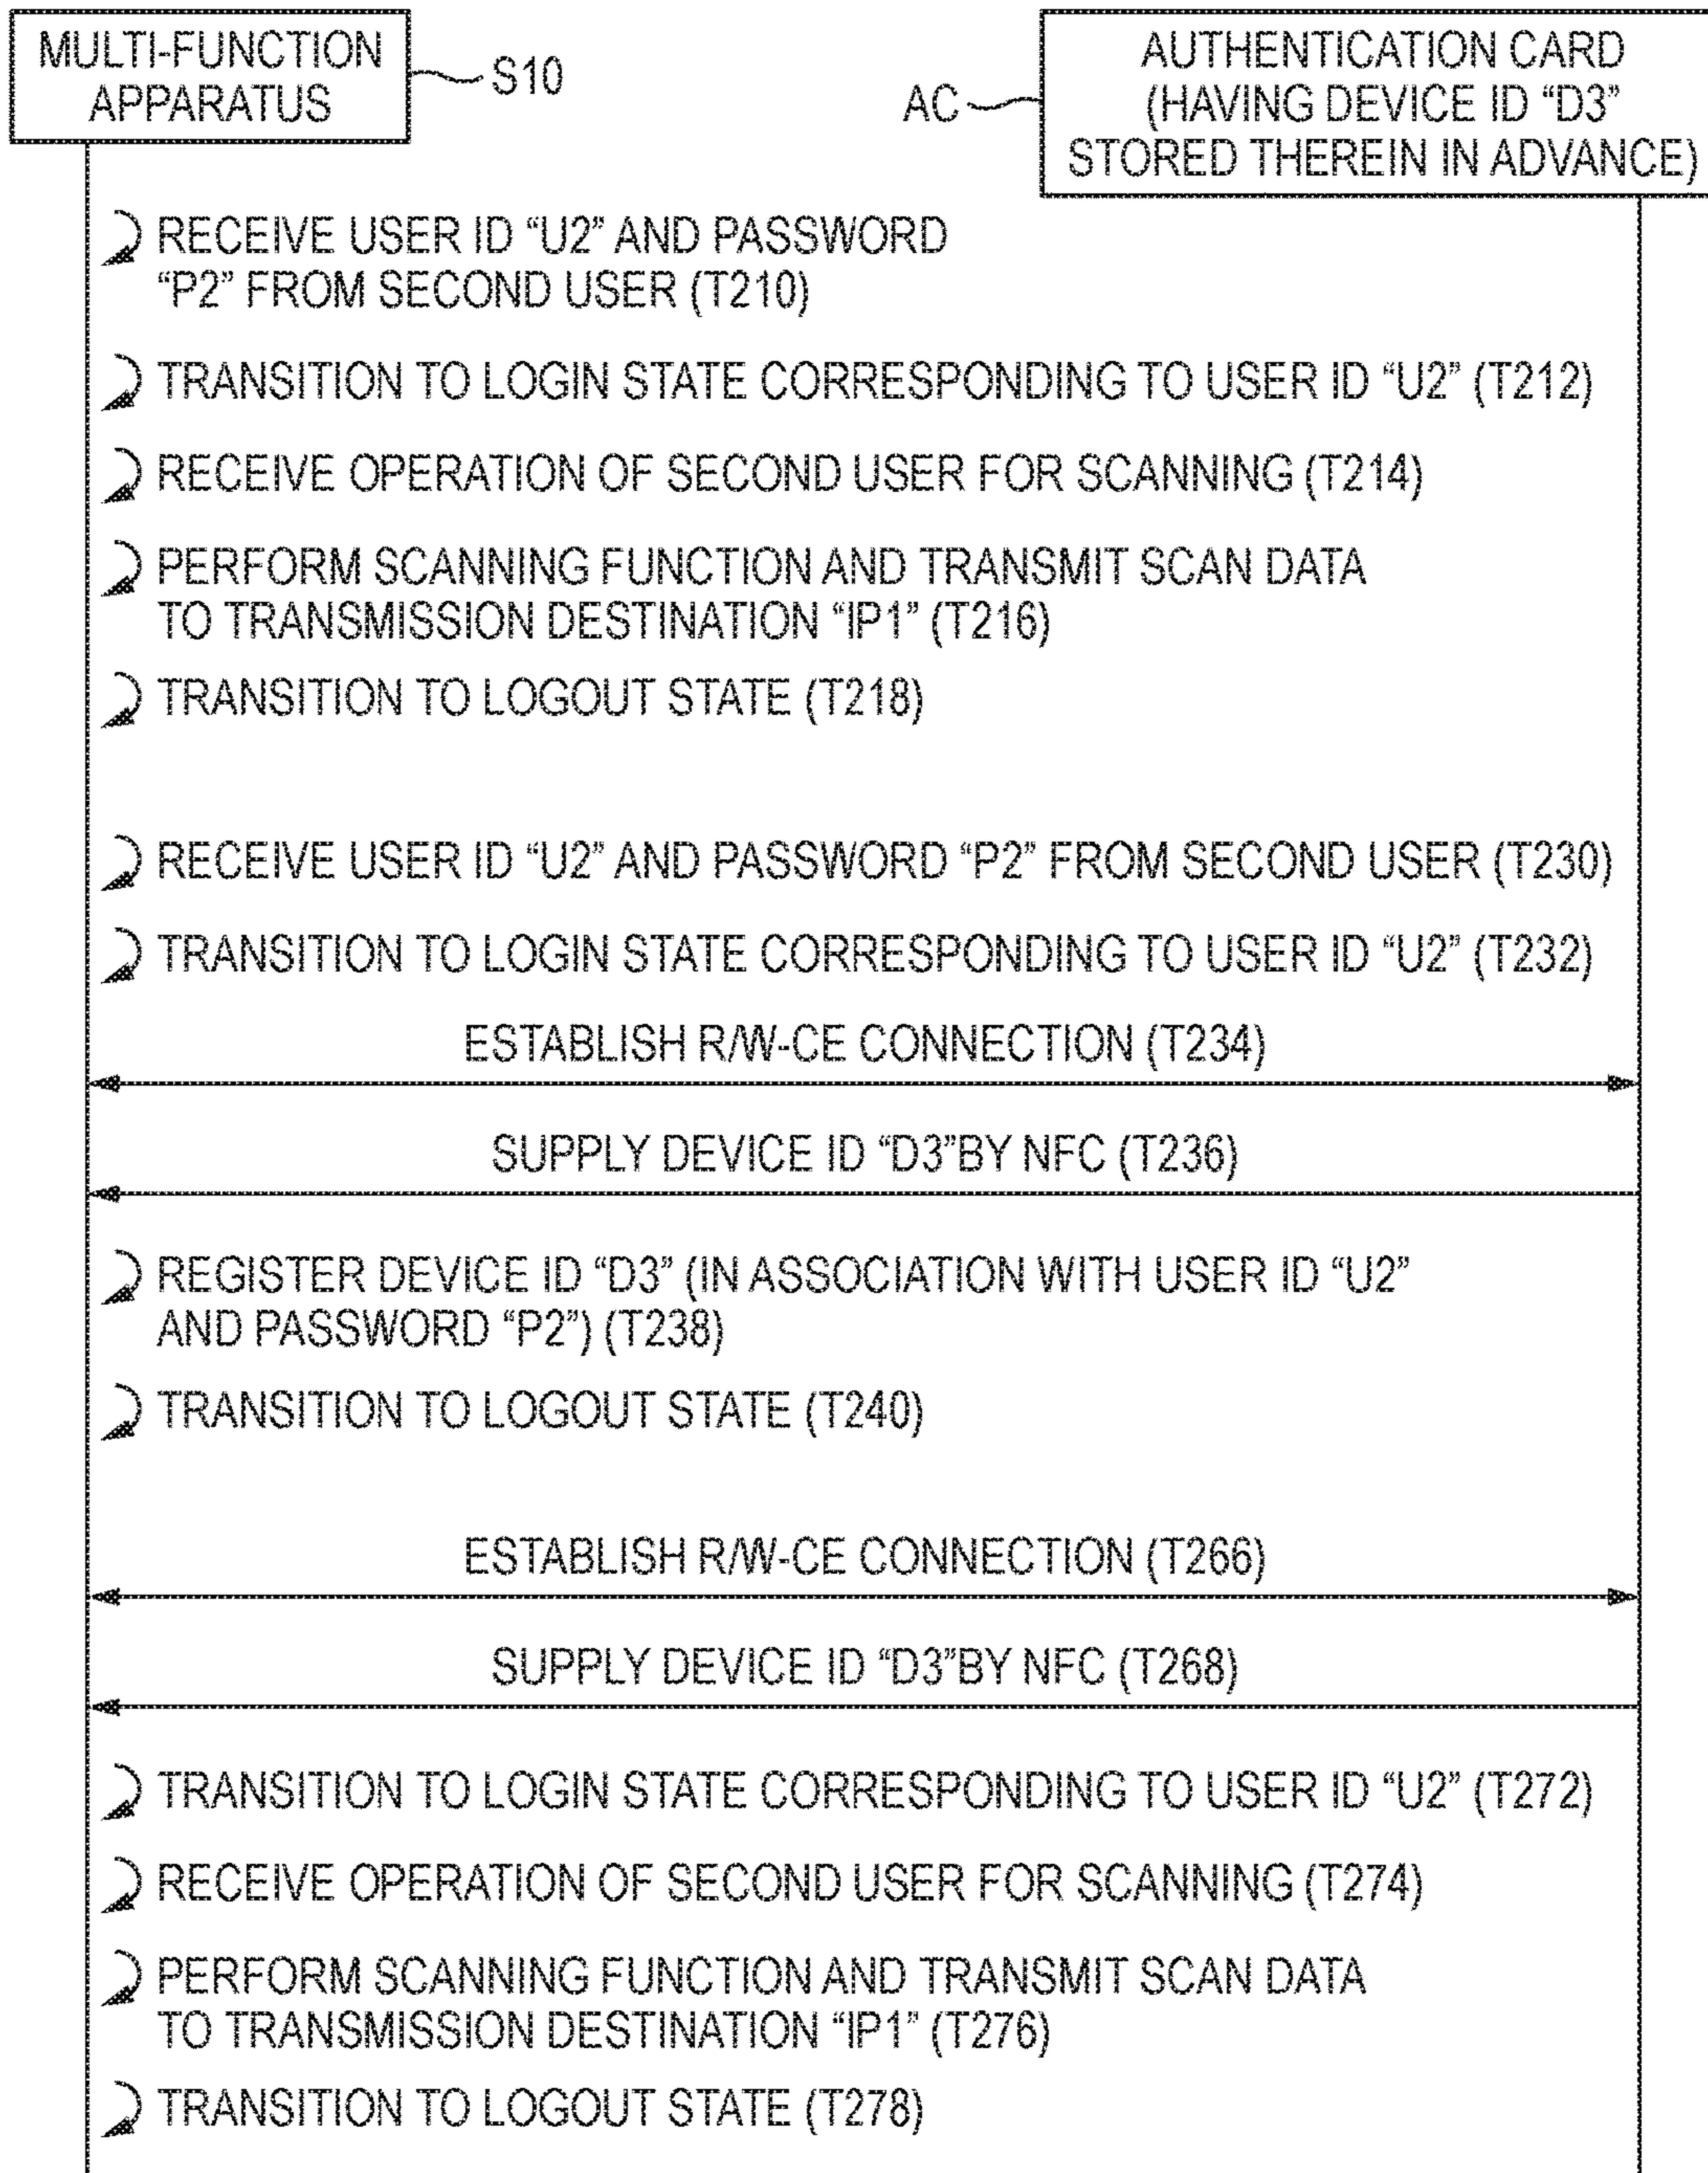 MULTI-FUNCTION
APPARATUS
S10
AC
AUTHENTICATION CARD
(HAVING DEVICE ID “D3”
STORED THEREIN IN ADVANCE)
RECEIVE USER ID “U2” AND PASSWORD
“P2” FROM SECOND USER (T210)
TRANSITION TO LOGIN STATE CORRESPONDING TO USER ID “U2” (T212)
RECEIVE OPERATION OF SECOND USER FOR SCANNING (T214)
PERFORM SCANNING FUNCTION AND TRANSMIT SCAN DATA
TO TRANSMISSION DESTINATION “IP1” (T216)
TRANSITION TO LOGOUT STATE (T218)
RECEIVE USER ID “U2” AND PASSWORD “P2” FROM SECOND USER (T230)
TRANSITION TO LOGIN STATE CORRESPONDING TO USER ID “U2” (T232)
ESTABLISH R/W-CE CONNECTION (T234)
SUPPLY DEVICE ID “D3”BY NFC (T236)
REGISTER DEVICE ID “D3” (IN ASSOCIATION WITH USER ID “U2”
AND PASSWORD “P2”) (T238)
TRANSITION TO LOGOUT STATE (T240)
ESTABLISH R/W-CE CONNECTION (T266)
SUPPLY DEVICE ID “D3”BY NFC (T268)
TRANSITION TO LOGIN STATE CORRESPONDING TO USER ID “U2” (T272)
RECEIVE OPERATION OF SECOND USER FOR SCANNING (T274)
PERFORM SCANNING FUNCTION AND TRANSMIT SCAN DATA
TO TRANSMISSION DESTINATION “IP1” (T276)
TRANSITION TO LOGOUT STATE (T278)